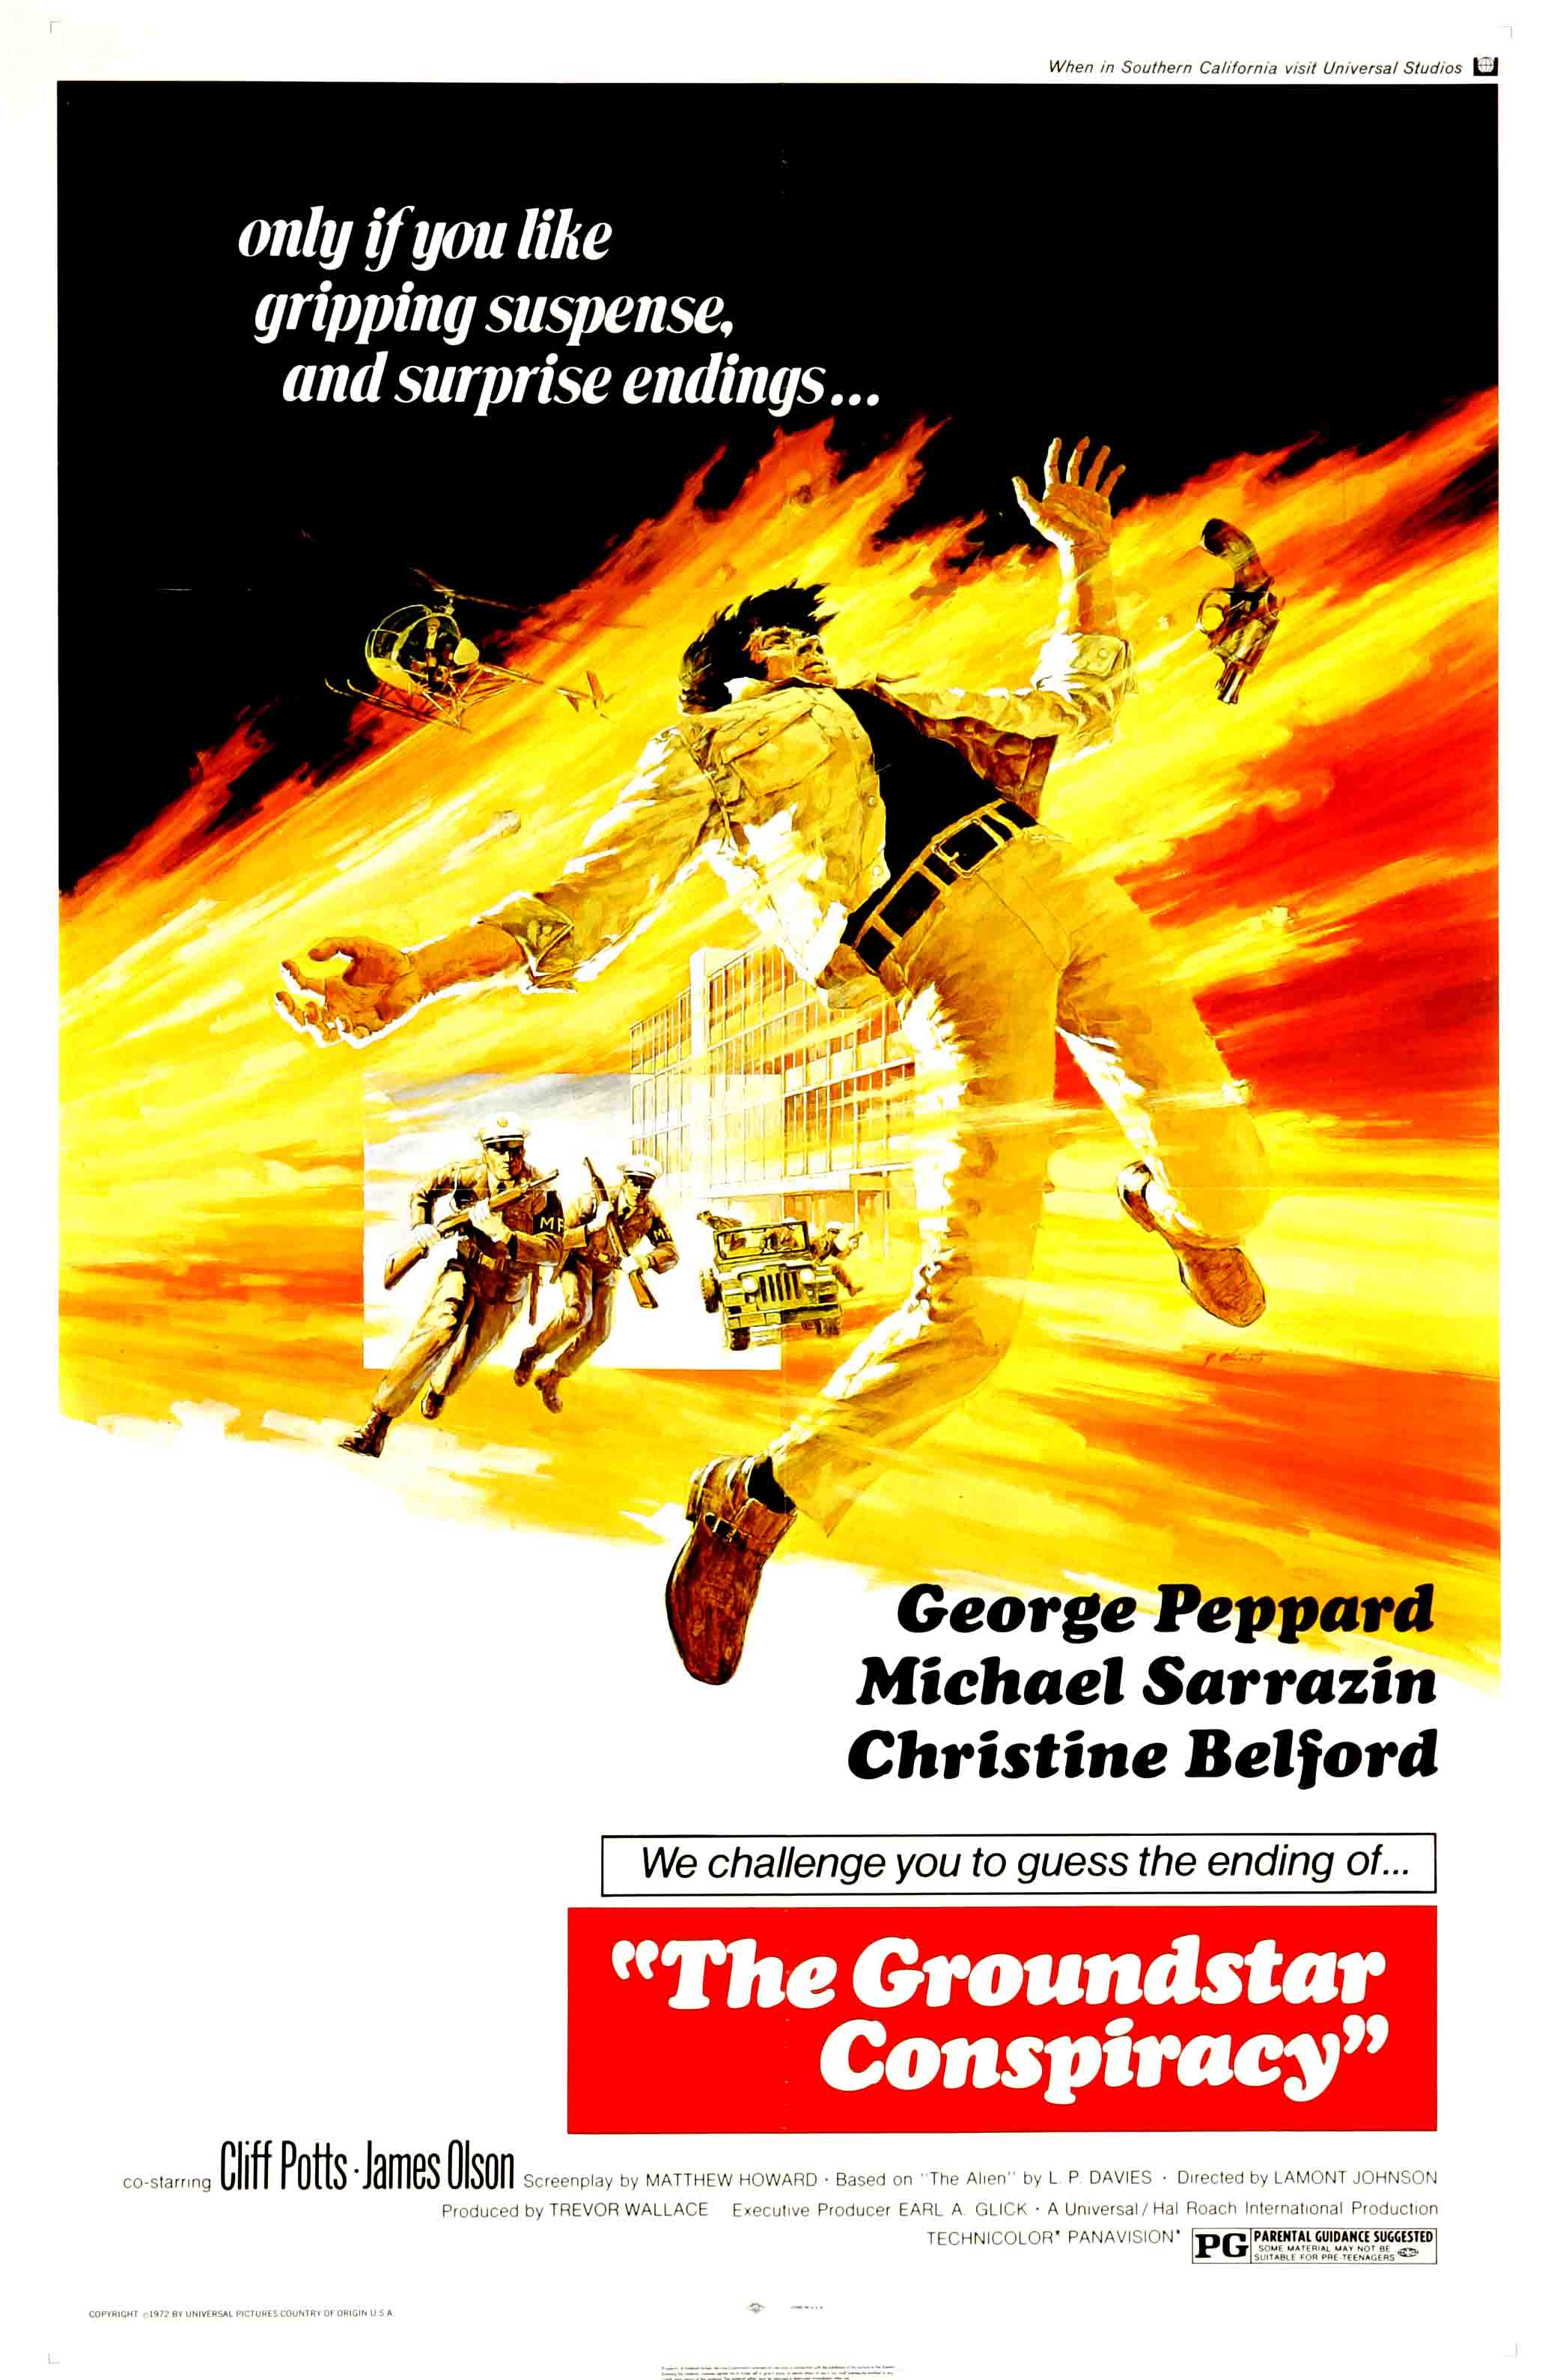 When in Southern California visit Universal Studios
only if you like
gripping suspense,
and surprise endings...
MP
MP
George Peppard
Michael Sarrazin
Christine Belford
We challenge you to guess the ending of...
“The Groundstar
Conspiracy”
co-starring Cliff Potts · James Olson Screenplay by MATTHEW HOWARD · Based on "The Alien" by L. P. DAVIES · Directed by LAMONT JOHNSON
Produced by TREVOR WALLACE Executive Producer EARL A. GLICK · A Universal/Hal Roach International Production
TECHNICOLOR® PANAVISION®
PG PARENTAL GUIDANCE SUGGESTED
SOME MATERIAL MAY NOT BE
SUITABLE FOR PRE-TEENAGERS
COPYRIGHT ©1972 BY UNIVERSAL PICTURES COUNTRY OF ORIGIN U.S.A.